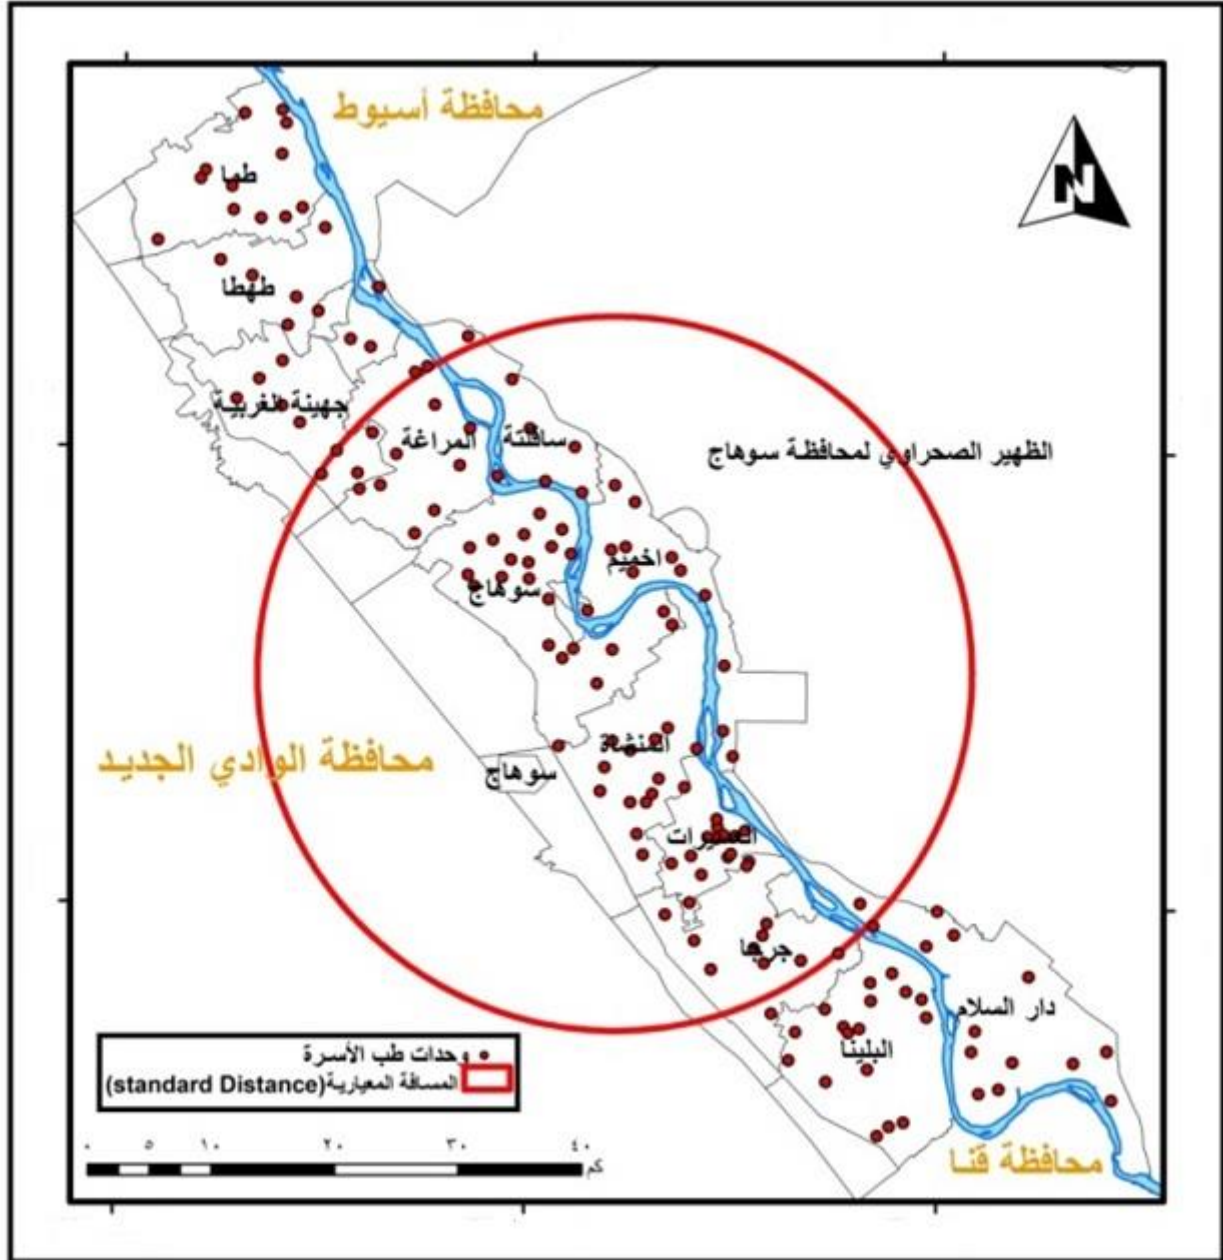 محافظة أسيوط
N
طما
طهطا
جهينة الغربية
المراغة
ساقلتة
الظهير الصحراوي لمحافظة سوهاج
اخميم
سوهاج
محافظة الوادي الجديد
المنشاة
سوهاج
العسيرات
جرجا
دار السلام
البلينا
محافظة قنا
وحدات طب الأسرة
المسافة المعيارية(standard Distance)
٠ ٥ ١٠ ٢٠ ٣٠ ٤٠
كم